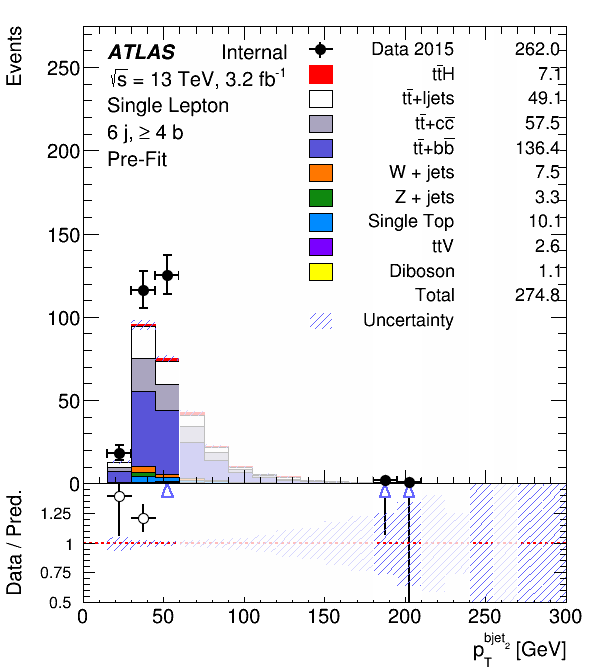 Events
ATLAS Internal
√s = 13 TeV, 3.2 fb⁻¹
Single Lepton
6 j, ≥ 4 b
Pre-Fit
Data 2015 262.0
tt̄H 7.1
tt̄+ljets 49.1
tt̄+cc̄ 57.5
tt̄+bb̄ 136.4
W + jets 7.5
Z + jets 3.3
Single Top 10.1
ttV 2.6
Diboson 1.1
Total 274.8
Uncertainty
250
200
150
100
50
0
Data / Pred.
1.25
1
0.75
0.5
0 50 100 150 200 250 300
p_T^bjet₂ [GeV]